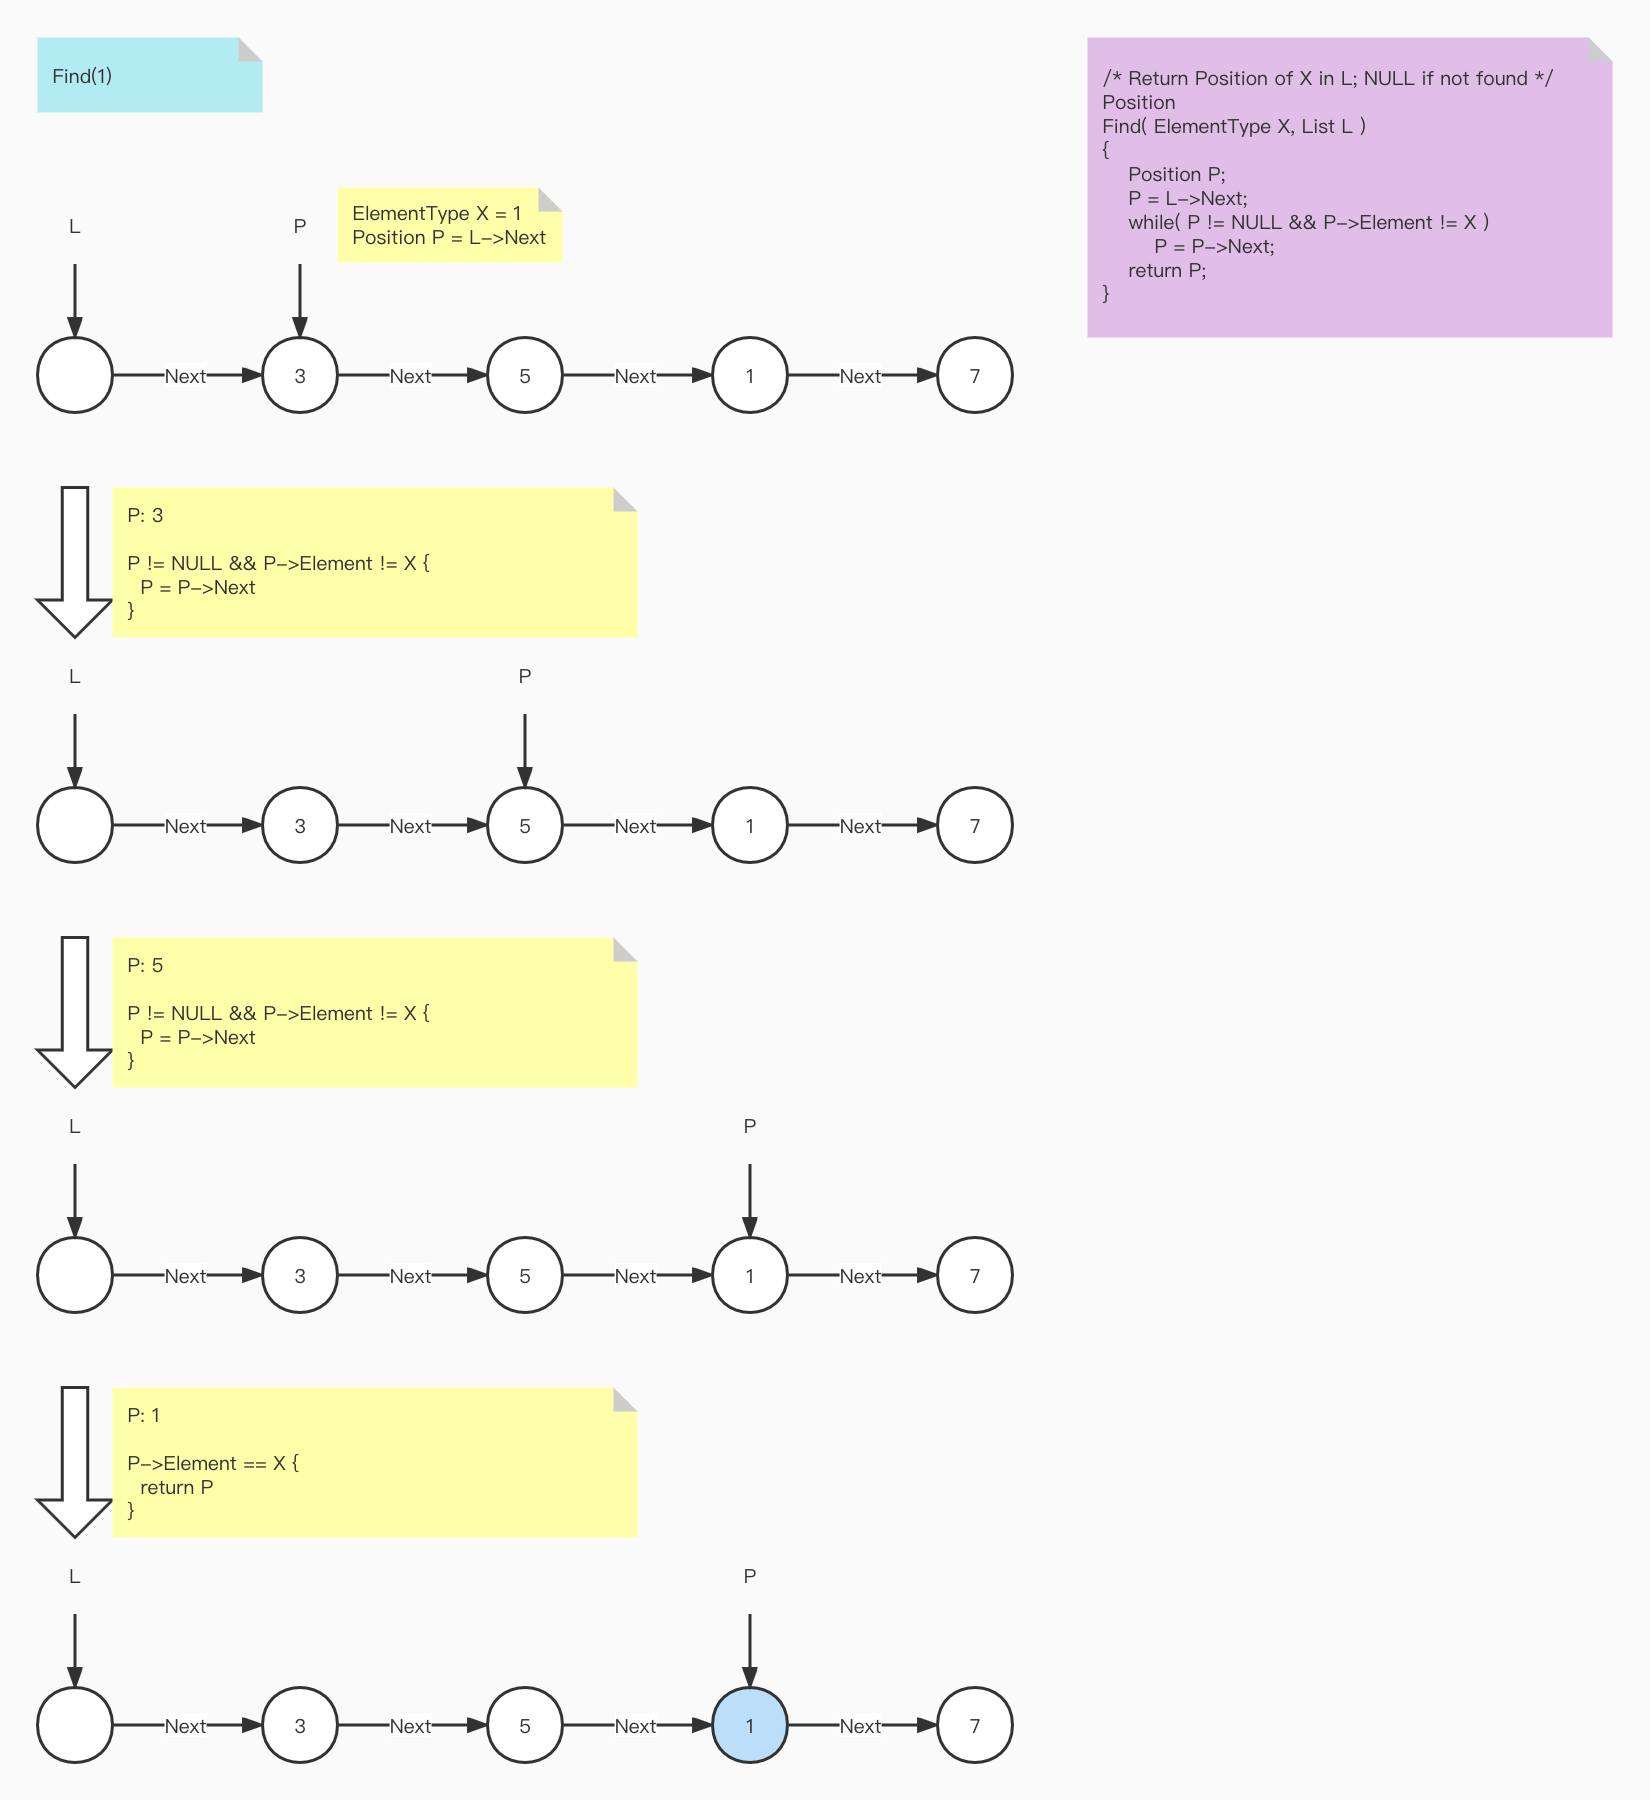 Find(1)
/* Return Position of X in L; NULL if not found */
Position
Find( ElementType X, List L )
{
Position P;
P = L->Next;
while( P != NULL && P->Element != X )
P = P->Next;
return P;
}
L
P
ElementType X = 1
Position P = L->Next
Next
3
Next
5
Next
1
Next
7
P: 3
P != NULL && P->Element != X {
P = P->Next
}
L
P
Next
3
Next
5
Next
1
Next
7
P: 5
P != NULL && P->Element != X {
P = P->Next
}
L
P
Next
3
Next
5
Next
1
Next
7
P: 1
P->Element == X {
return P
}
L
P
Next
3
Next
5
Next
1
Next
7